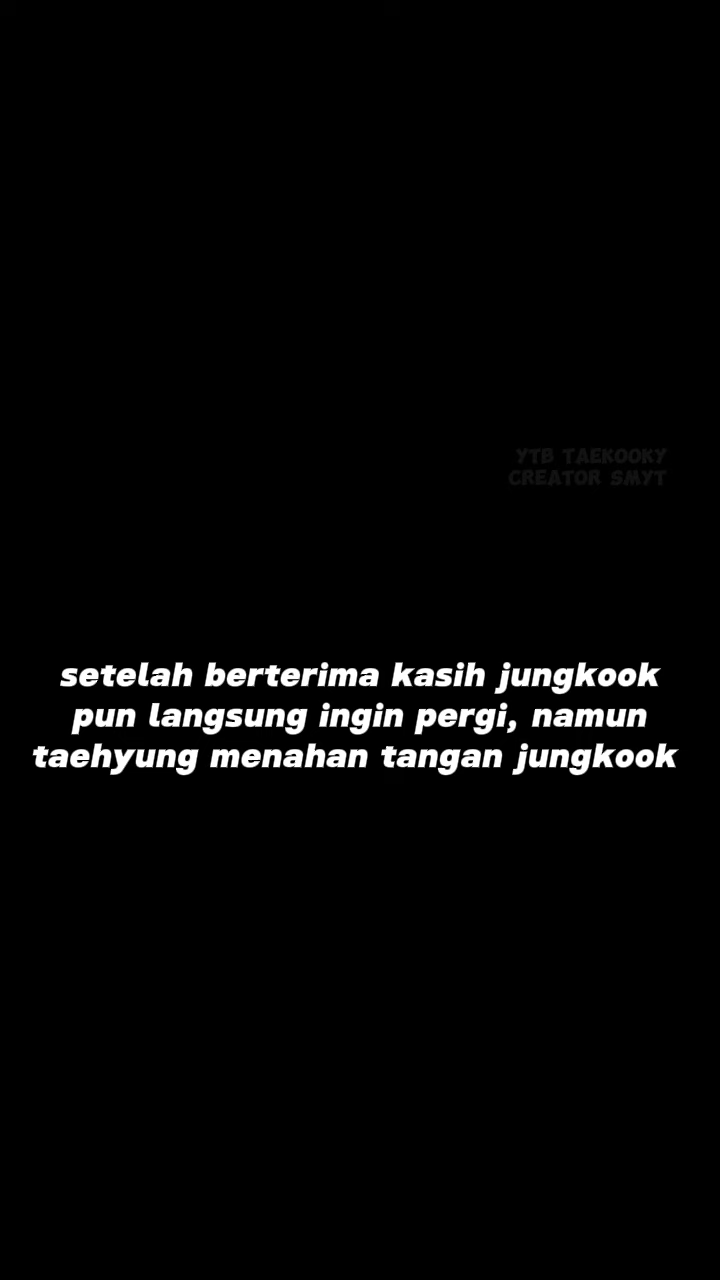 YTB TAEKOOKY
CREATOR SMYT
setelah berterima kasih jungkook
pun langsung ingin pergi, namun
taehyung menahan tangan jungkook